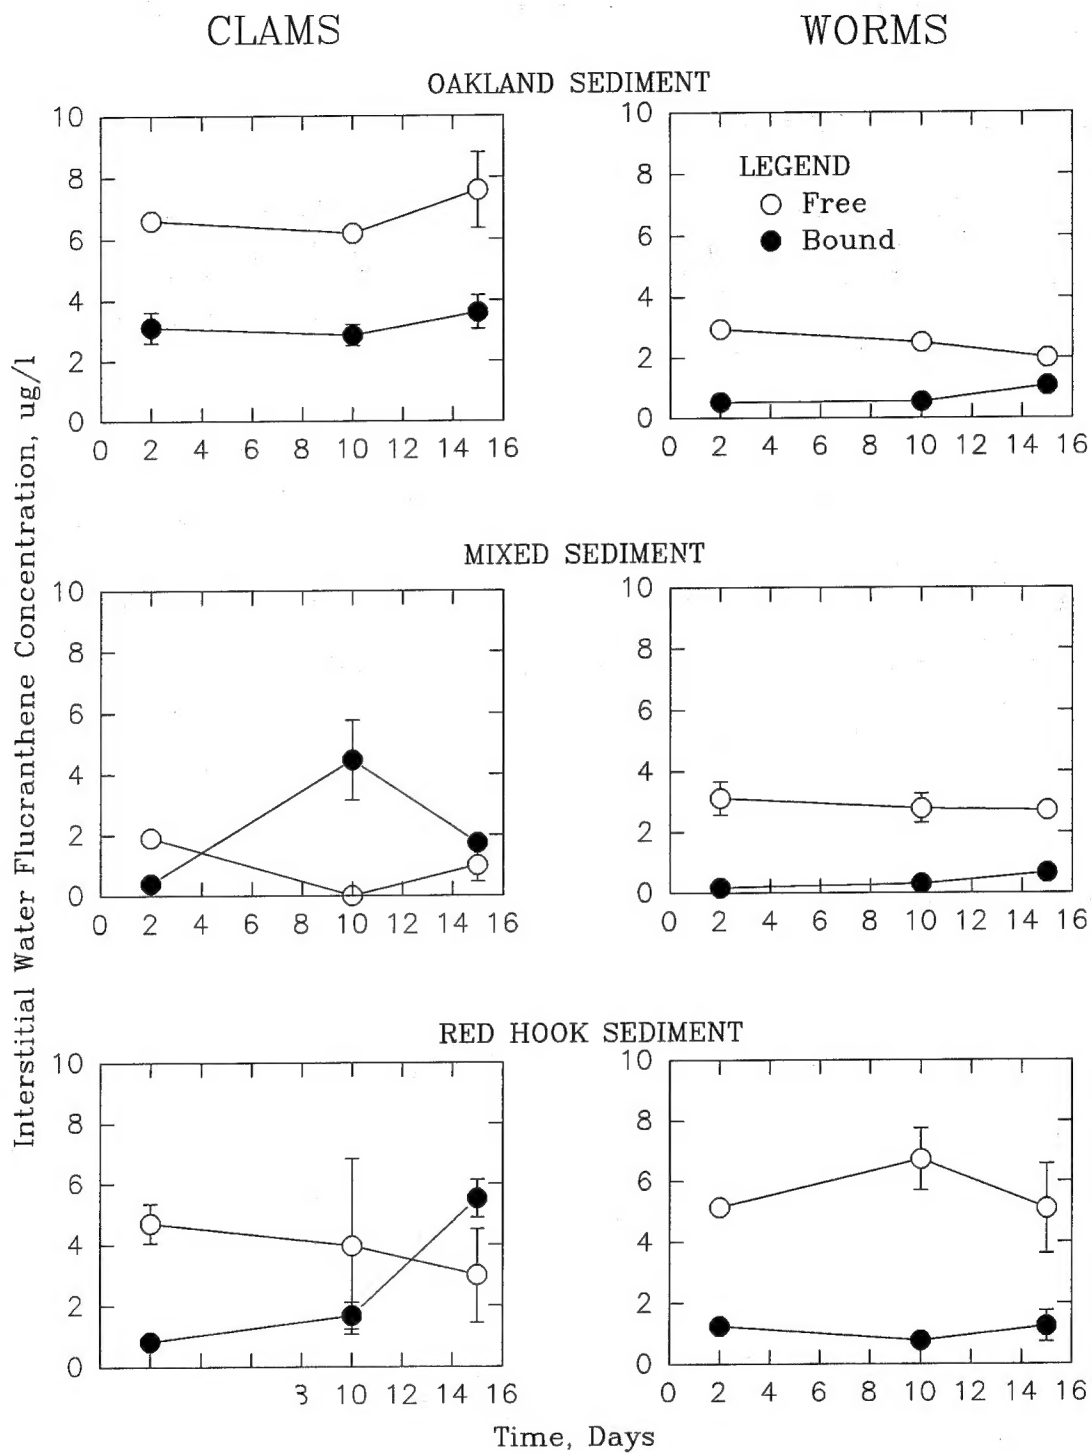 CLAMS WORMS
OAKLAND SEDIMENT
10 10
8 8
6 6
4 4
2 2
0 0
0 2 4 6 8 10 12 14 16 0 2 4 6 8 10 12 14 16
LEGEND
Free
Bound
MIXED SEDIMENT
10 10
8 8
6 6
4 4
2 2
0 0
0 2 4 6 8 10 12 14 16 0 2 4 6 8 10 12 14 16
RED HOOK SEDIMENT
10 10
8 8
6 6
4 4
2 2
0 0
10 12 14 16 0 2 4 6 8 10 12 14 16
Interstitial Water Flucranthene Concentration, ug/l
Time, Days